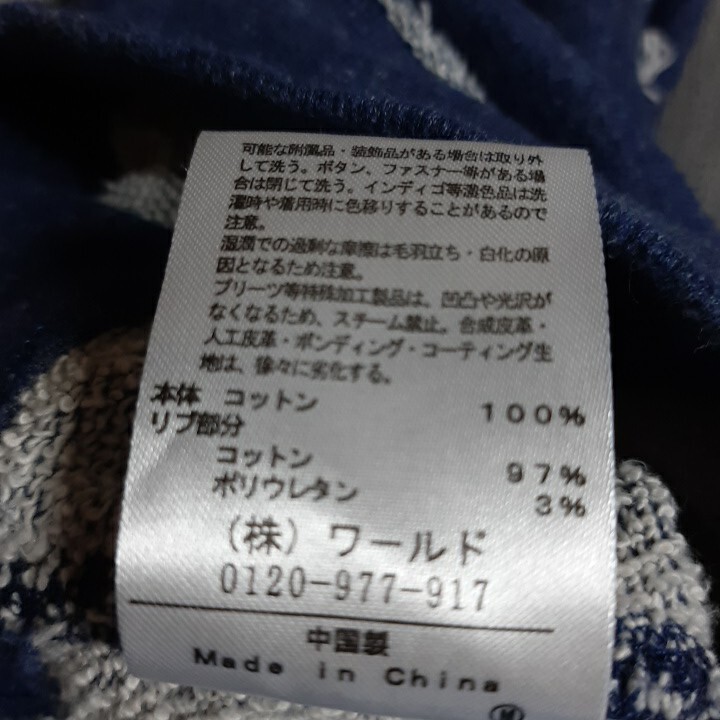 可能な附属品・装飾品がある場合は取り外
して洗う。ボタン、ファスナー等がある場
合は閉じて洗う。インディゴ等濃色品は洗
濯時や着用時に色移りすることがあるので
注意。
湿潤での過剰な摩擦は毛羽立ち・白化の原
因となるため注意。
プリーツ等特殊加工製品は、凹凸や光沢が
なくなるため、スチーム禁止。合成皮革・
人工皮革・ボンディング・コーティング生
地は、徐々に劣化する。
本体 コットン 100%
リブ部分
コットン 97%
ポリウレタン 3%
(株)ワールド
0120-977-917
中国製
Made in China